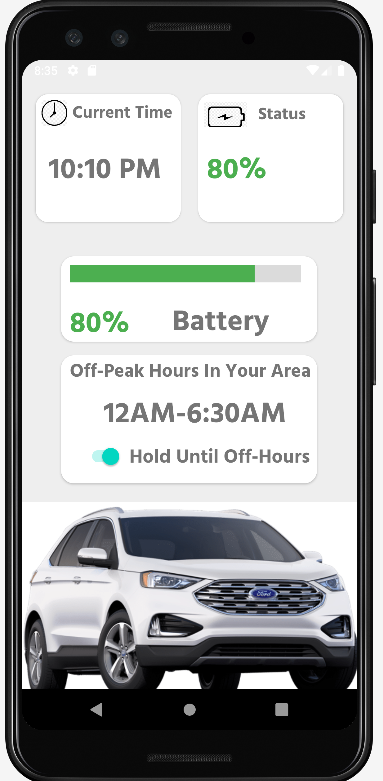 8:35
Current Time
Status
10:10 PM
80%
80%
Battery
Off-Peak Hours In Your Area
12AM-6:30AM
Hold Until Off-Hours
Ford